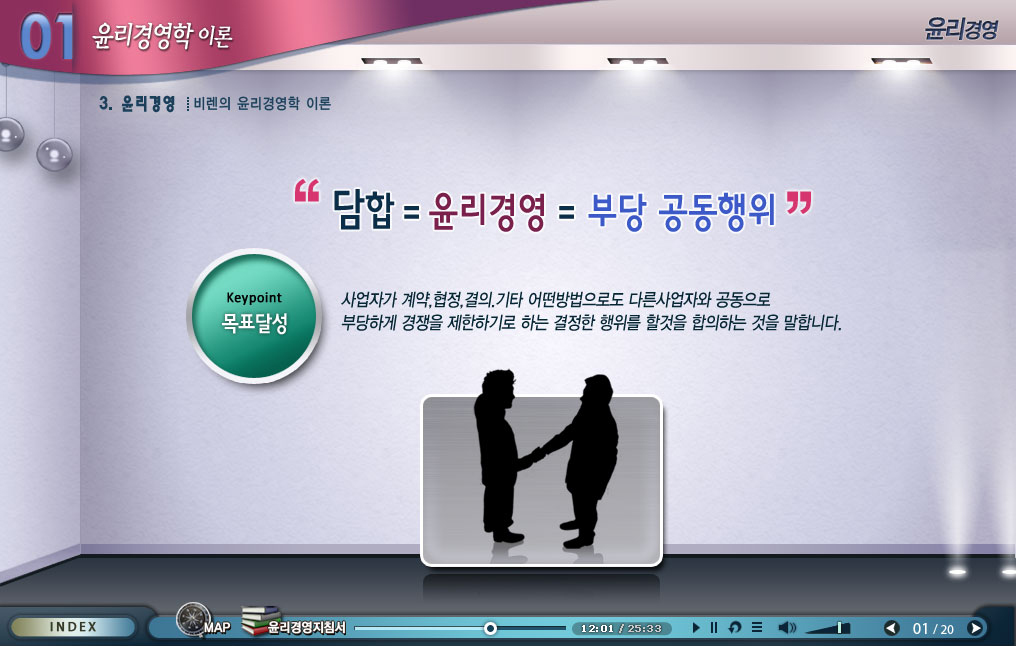 01 윤리경영학 이론
윤리경영
3. 윤리경영 비렌의 윤리경영학 이론
“ 담합 = 윤리경영 = 부당 공동행위 ”
Keypoint
목표달성
사업자가 계약,협정,결의,기타 어떤방법으로도 다른사업자와 공동으로
부당하게 경쟁을 제한하기로 하는 결정한 행위를 할것을 합의하는 것을 말합니다.
INDEX
MAP
윤리경영지침서
12:01 / 25:33
01 / 20